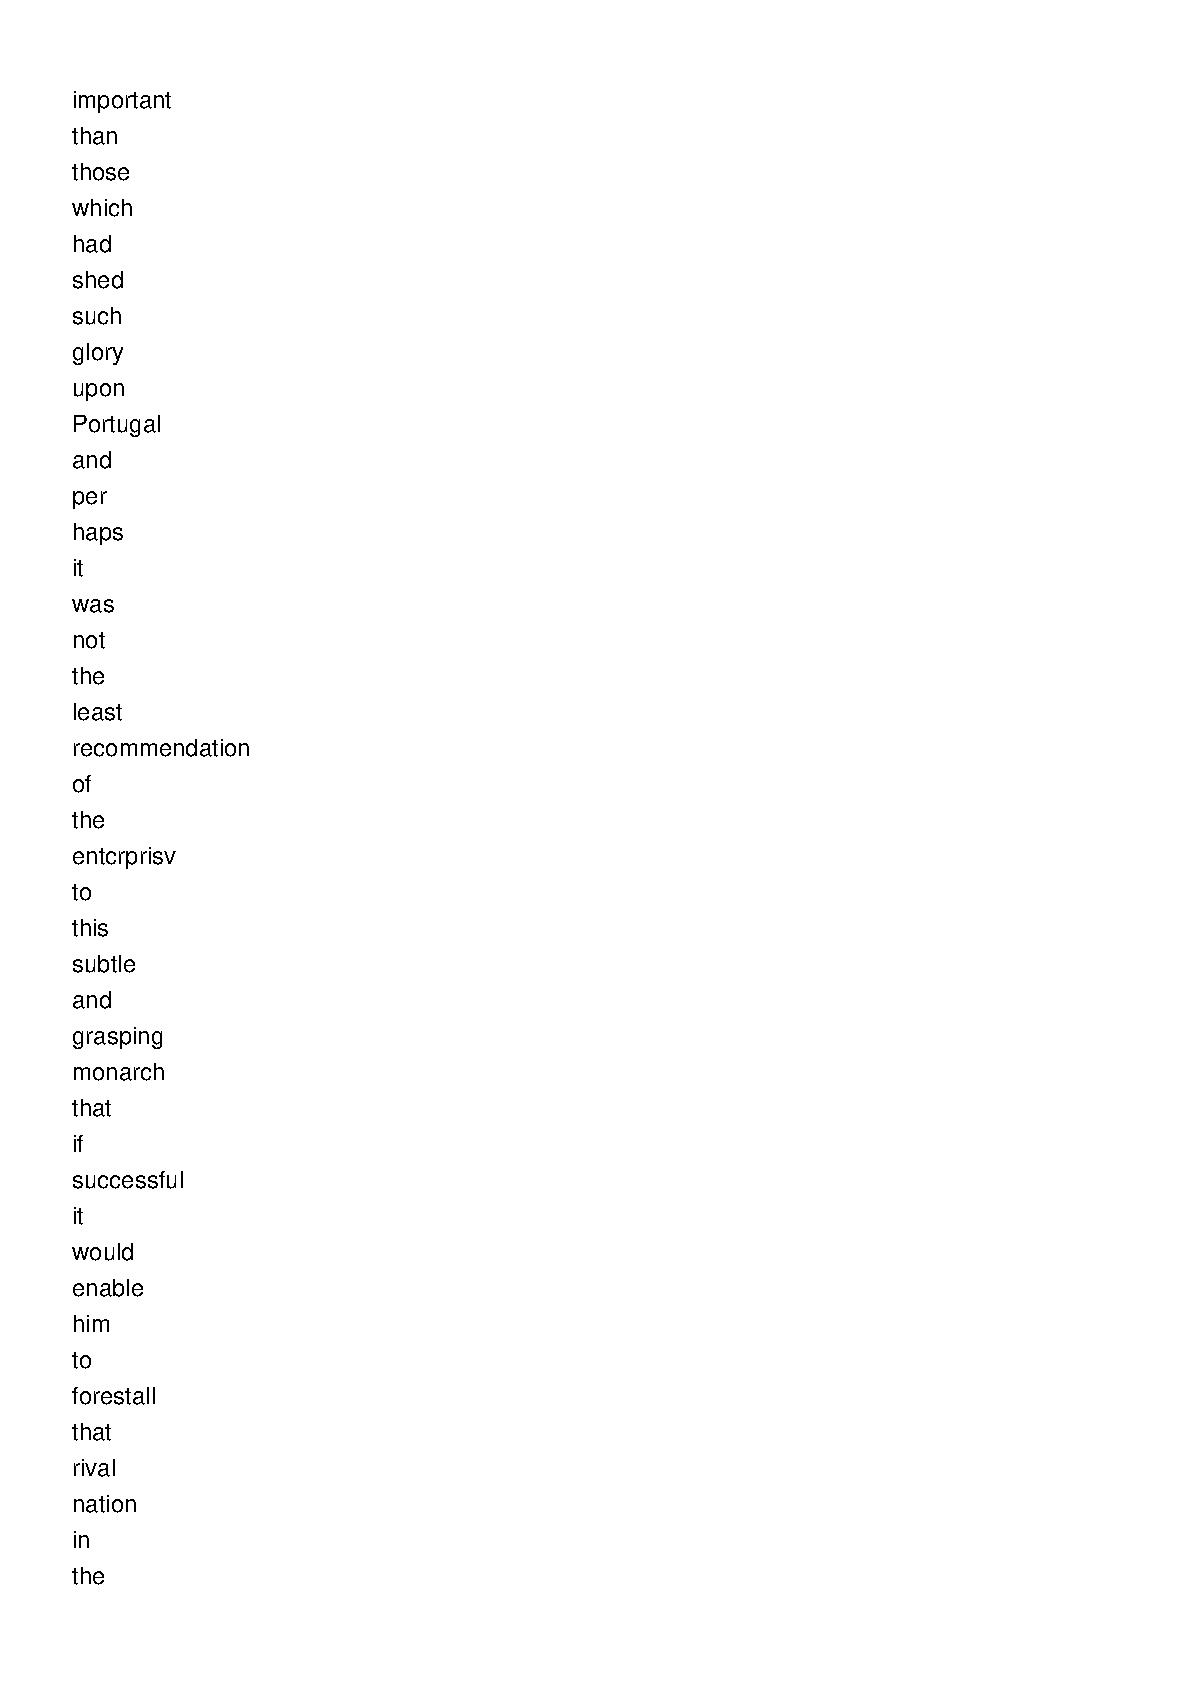 important
than
those
which
had
shed
such
glory
upon
Portugal
and
per
haps
it
was
not
the
least
recommendation
of
the
entcrprisv
to
this
subtle
and
grasping
monarch
that
if
successful
it
would
enable
him
to
forestall
that
rival
nation
in
the